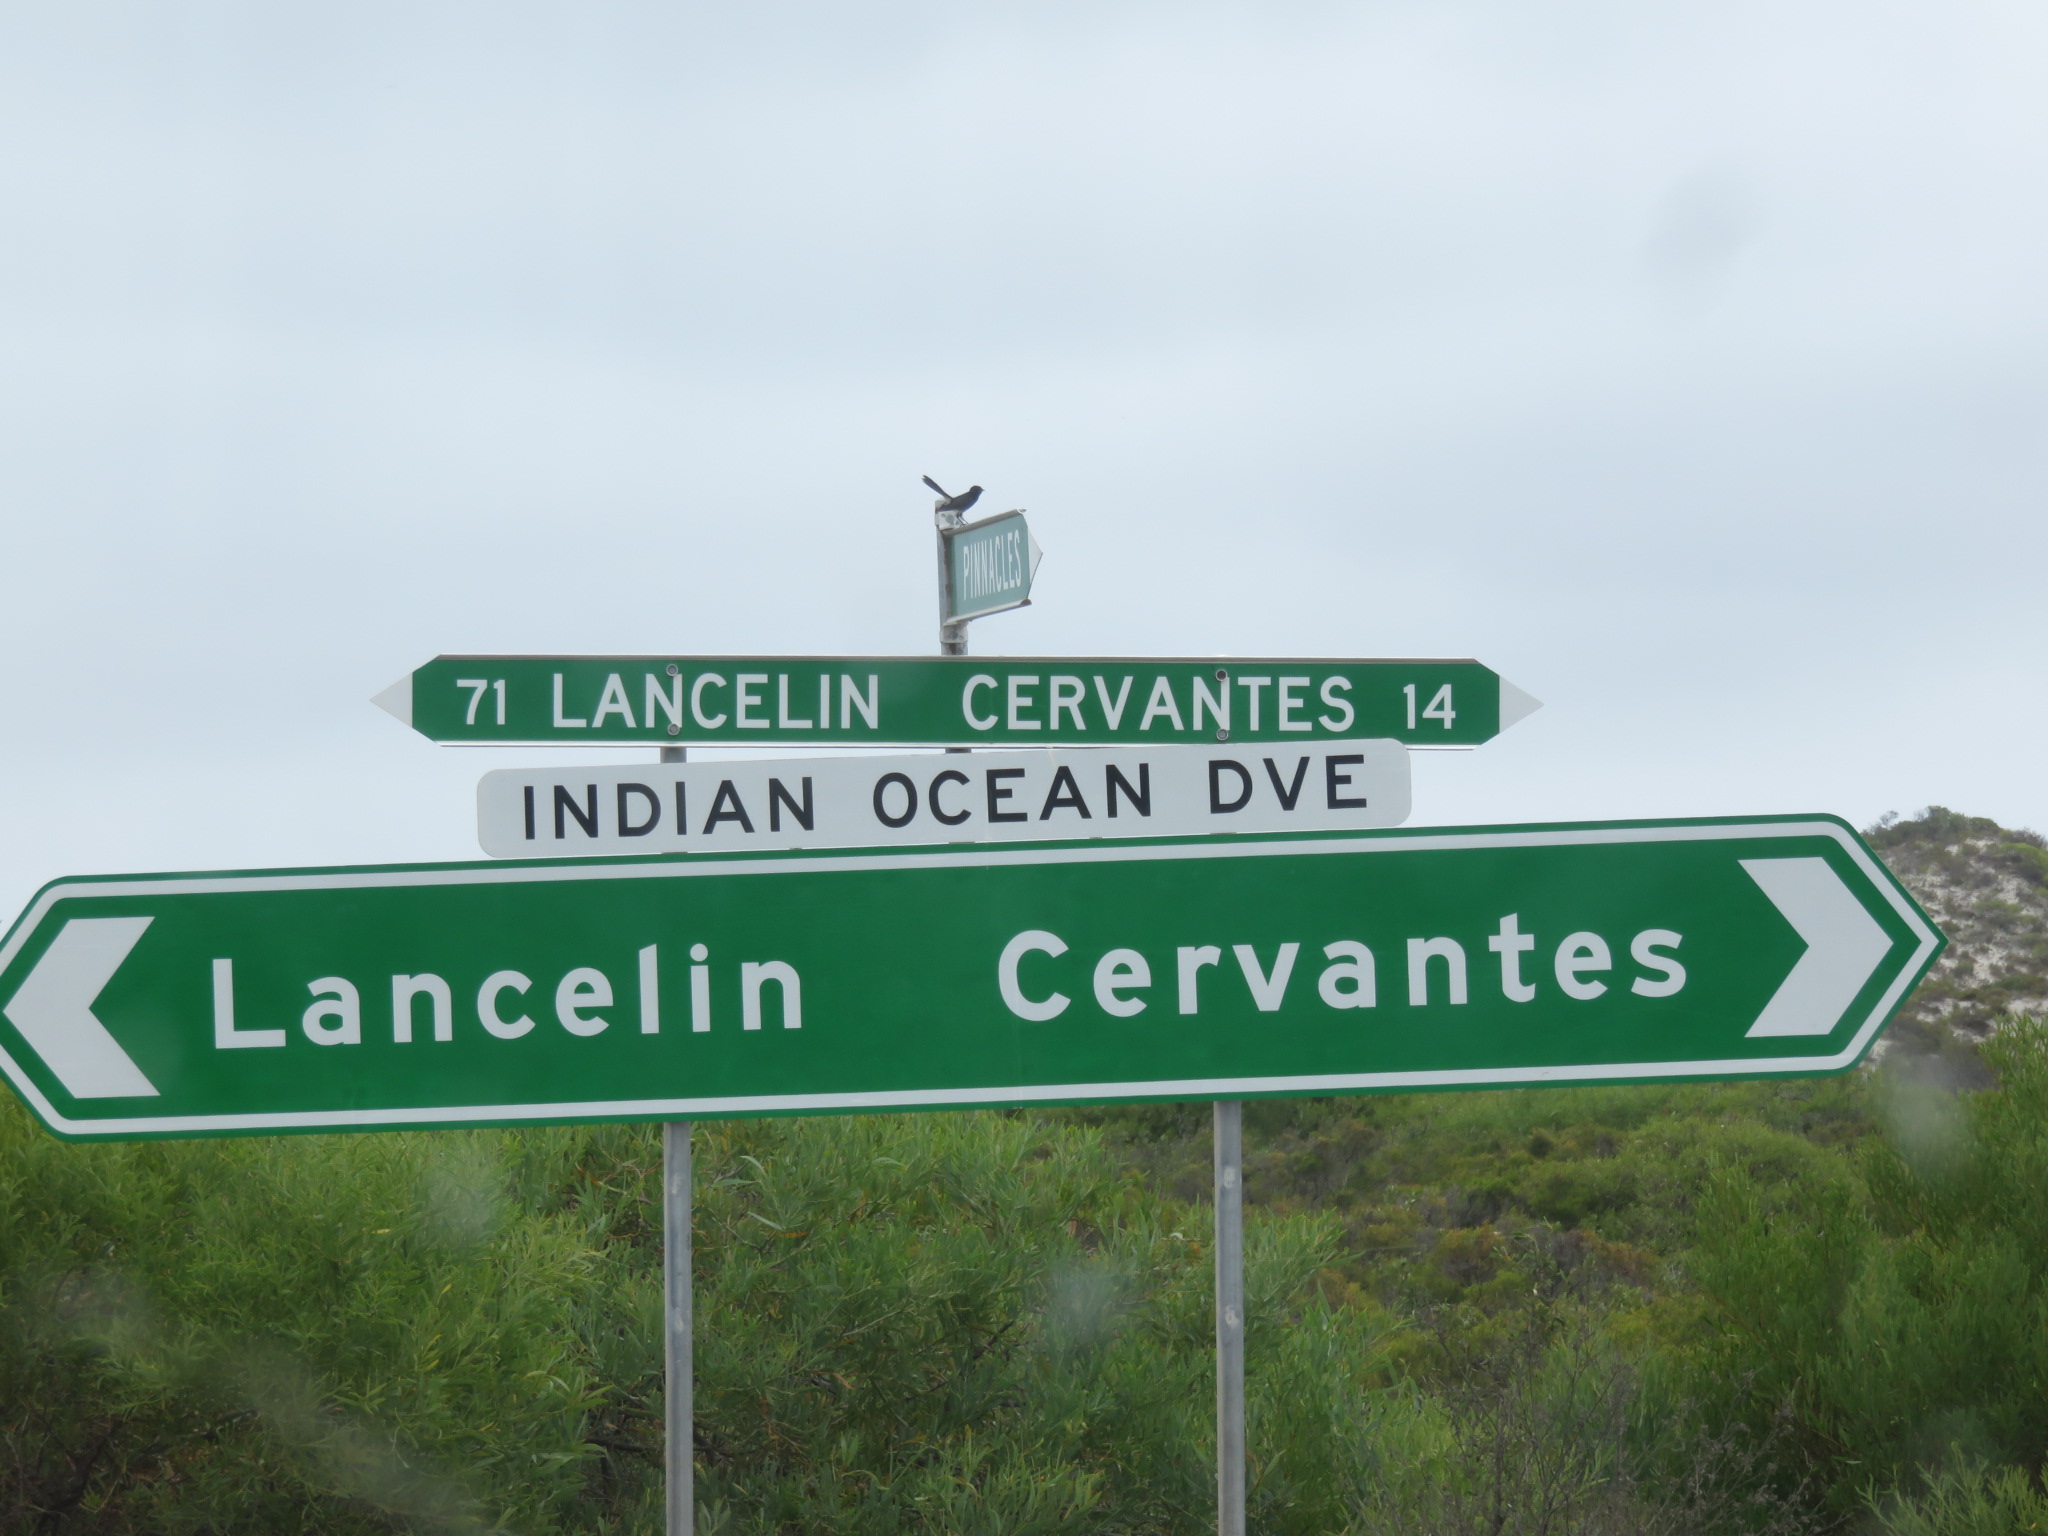 PINNACLES
71 LANCELIN CERVANTES 14
INDIAN OCEAN DVE
Lancelin Cervantes